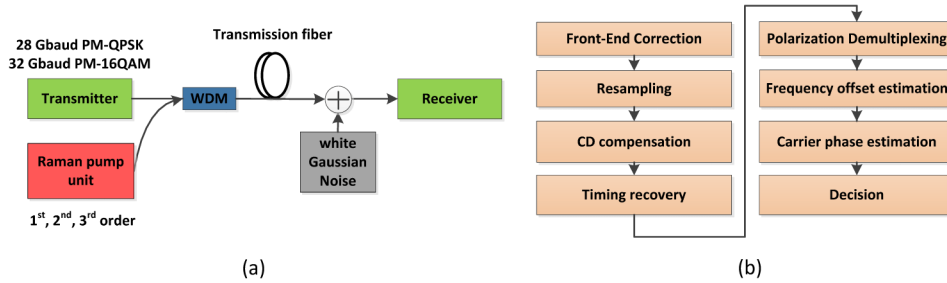 28 Gbaud PM-QPSK
32 Gbaud PM-16QAM
Transmission fiber
Transmitter
WDM
Receiver
Raman pump
unit
white
Gaussian
Noise
1st, 2nd, 3rd order
(a)
Front-End Correction
Resampling
CD compensation
Timing recovery
Polarization Demultiplexing
Frequency offset estimation
Carrier phase estimation
Decision
(b)